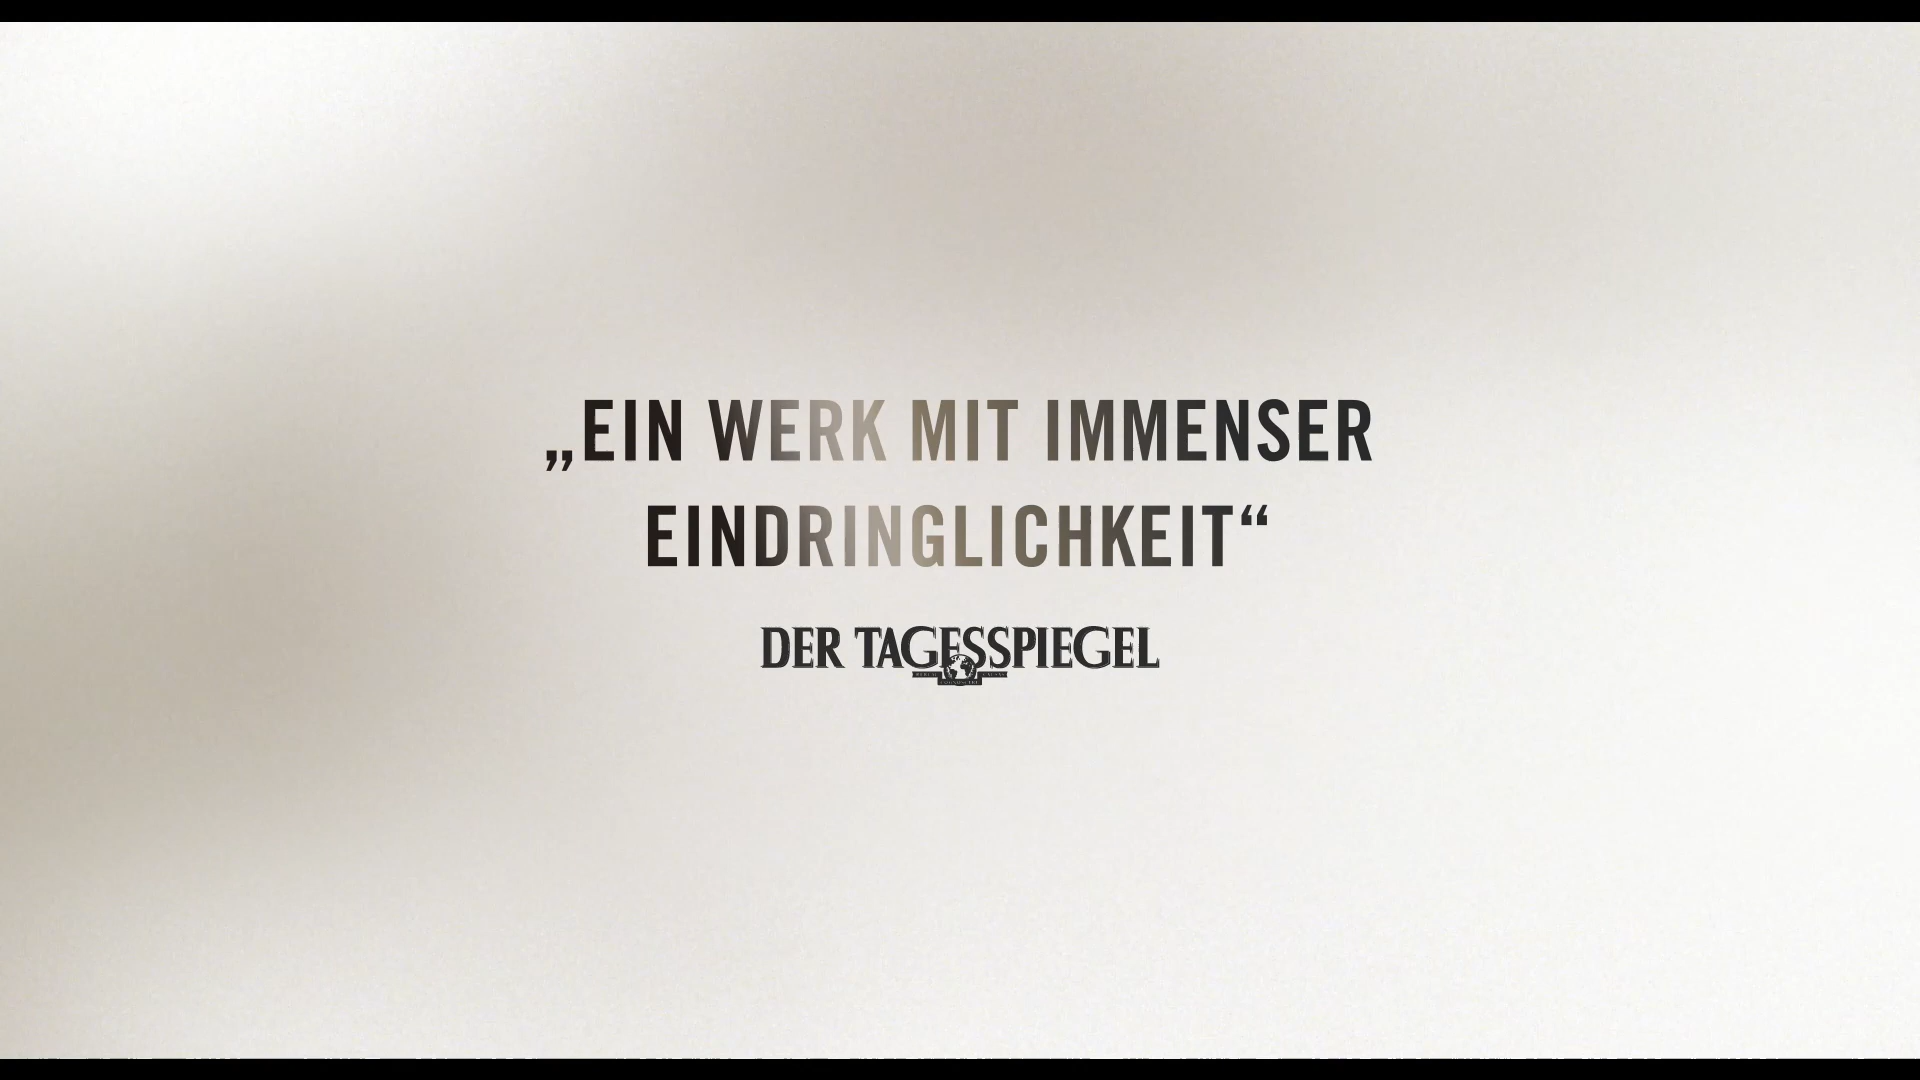 „EIN WERK MIT IMMENSER
EINDRINGLICHKEIT“
DER TAGESSPIEGEL